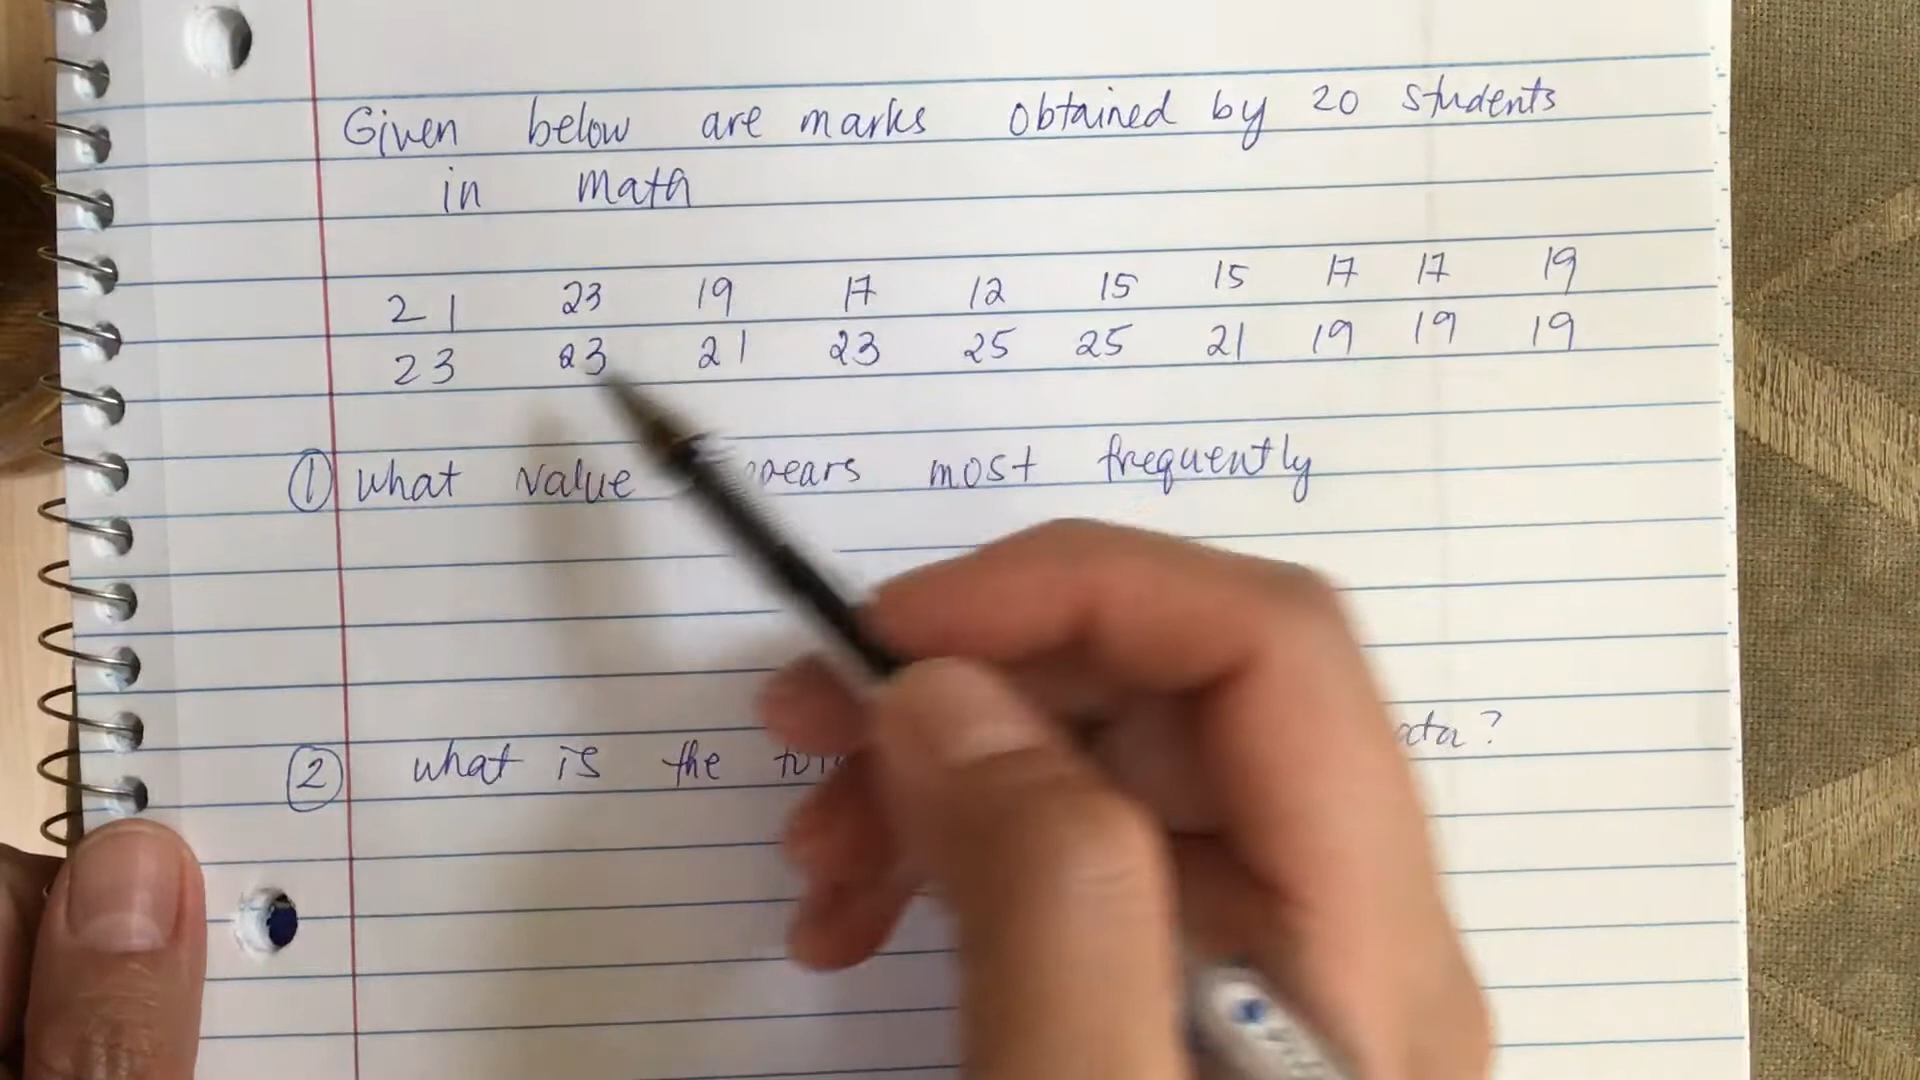 Given below are marks obtained by 20 students
in math
21 23 19 17 12 15 15 17 17 19
23 23 21 23 25 25 21 19 19 19
① What value most frequently
② what is the